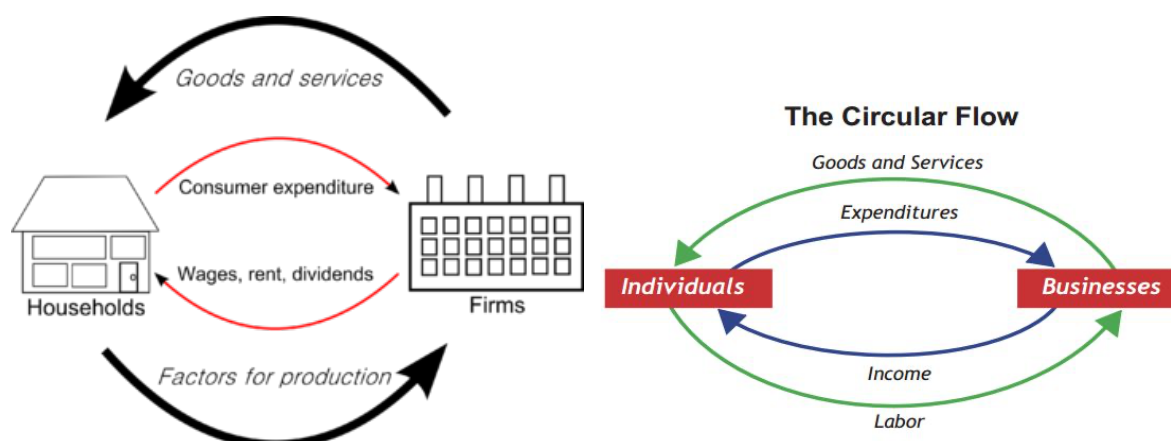 Goods and services
Consumer expenditure
Wages, rent, dividends
Households
Firms
Factors for production
The Circular Flow
Goods and Services
Expenditures
Individuals
Businesses
Income
Labor